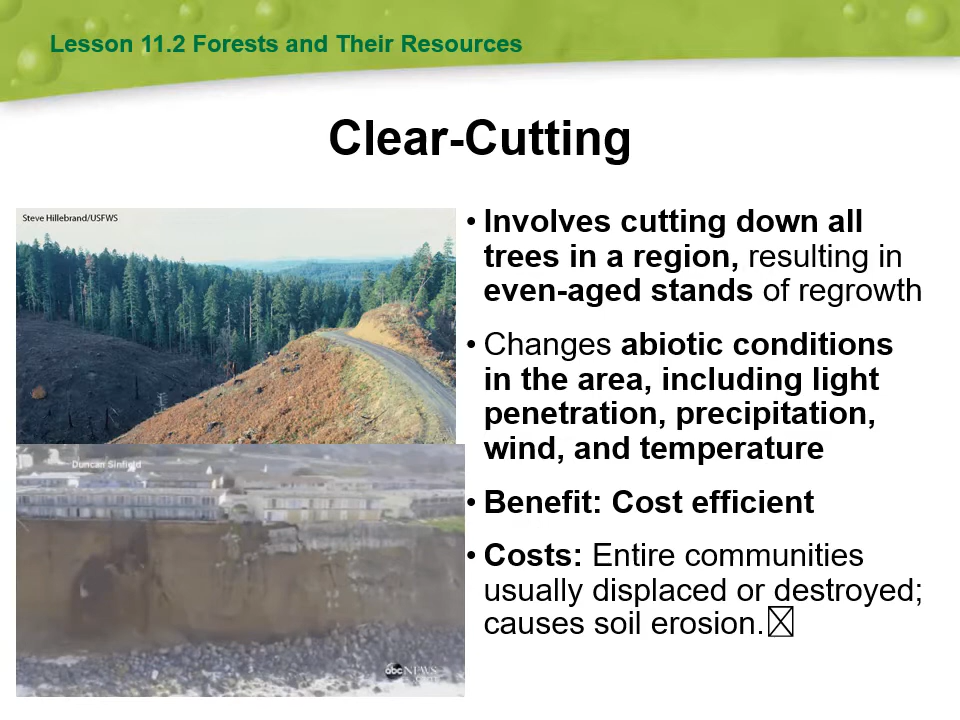 Lesson 11.2 Forests and Their Resources
Clear-Cutting
Steve Hillebrand/USFWS
• Involves cutting down all
trees in a region, resulting in
even-aged stands of regrowth
• Changes abiotic conditions
in the area, including light
penetration, precipitation,
wind, and temperature
• Benefit: Cost efficient
• Costs: Entire communities
usually displaced or destroyed;
causes soil erosion.
Duncan Sinfield
abc NEWS